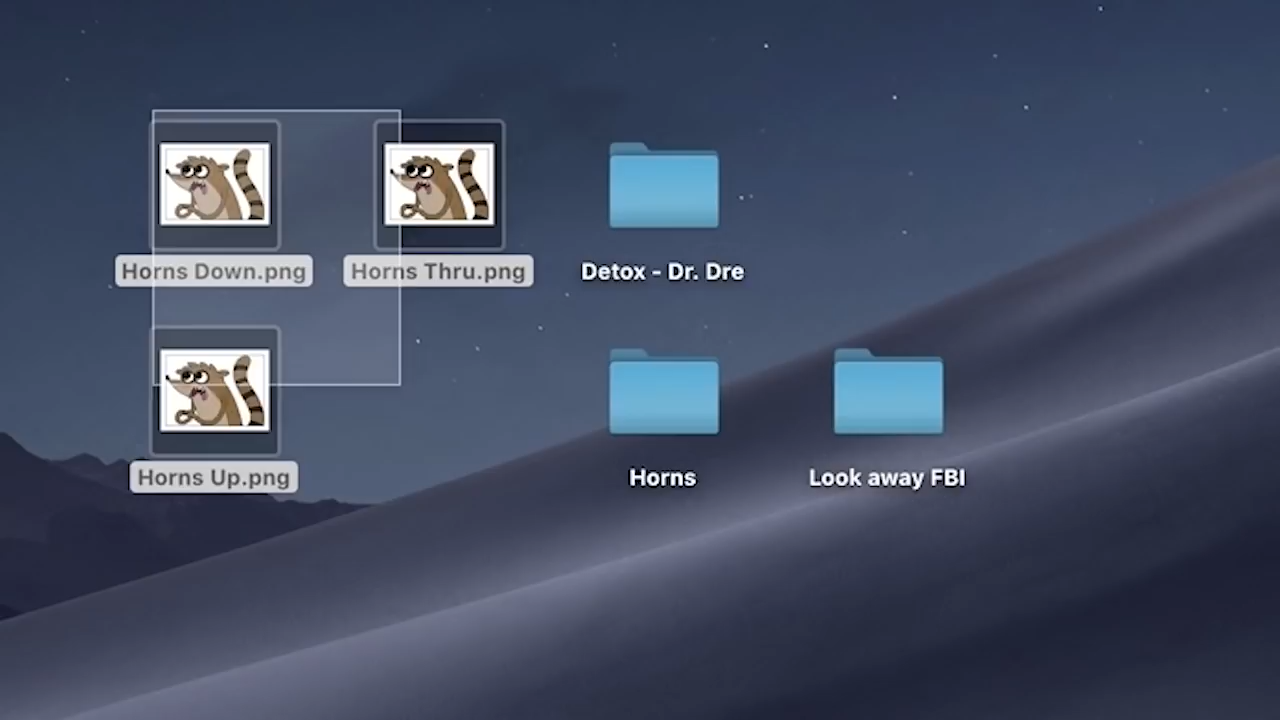 Horns Down.png
Horns Thru.png
Detox - Dr. Dre
Horns Up.png
Horns
Look away FBI